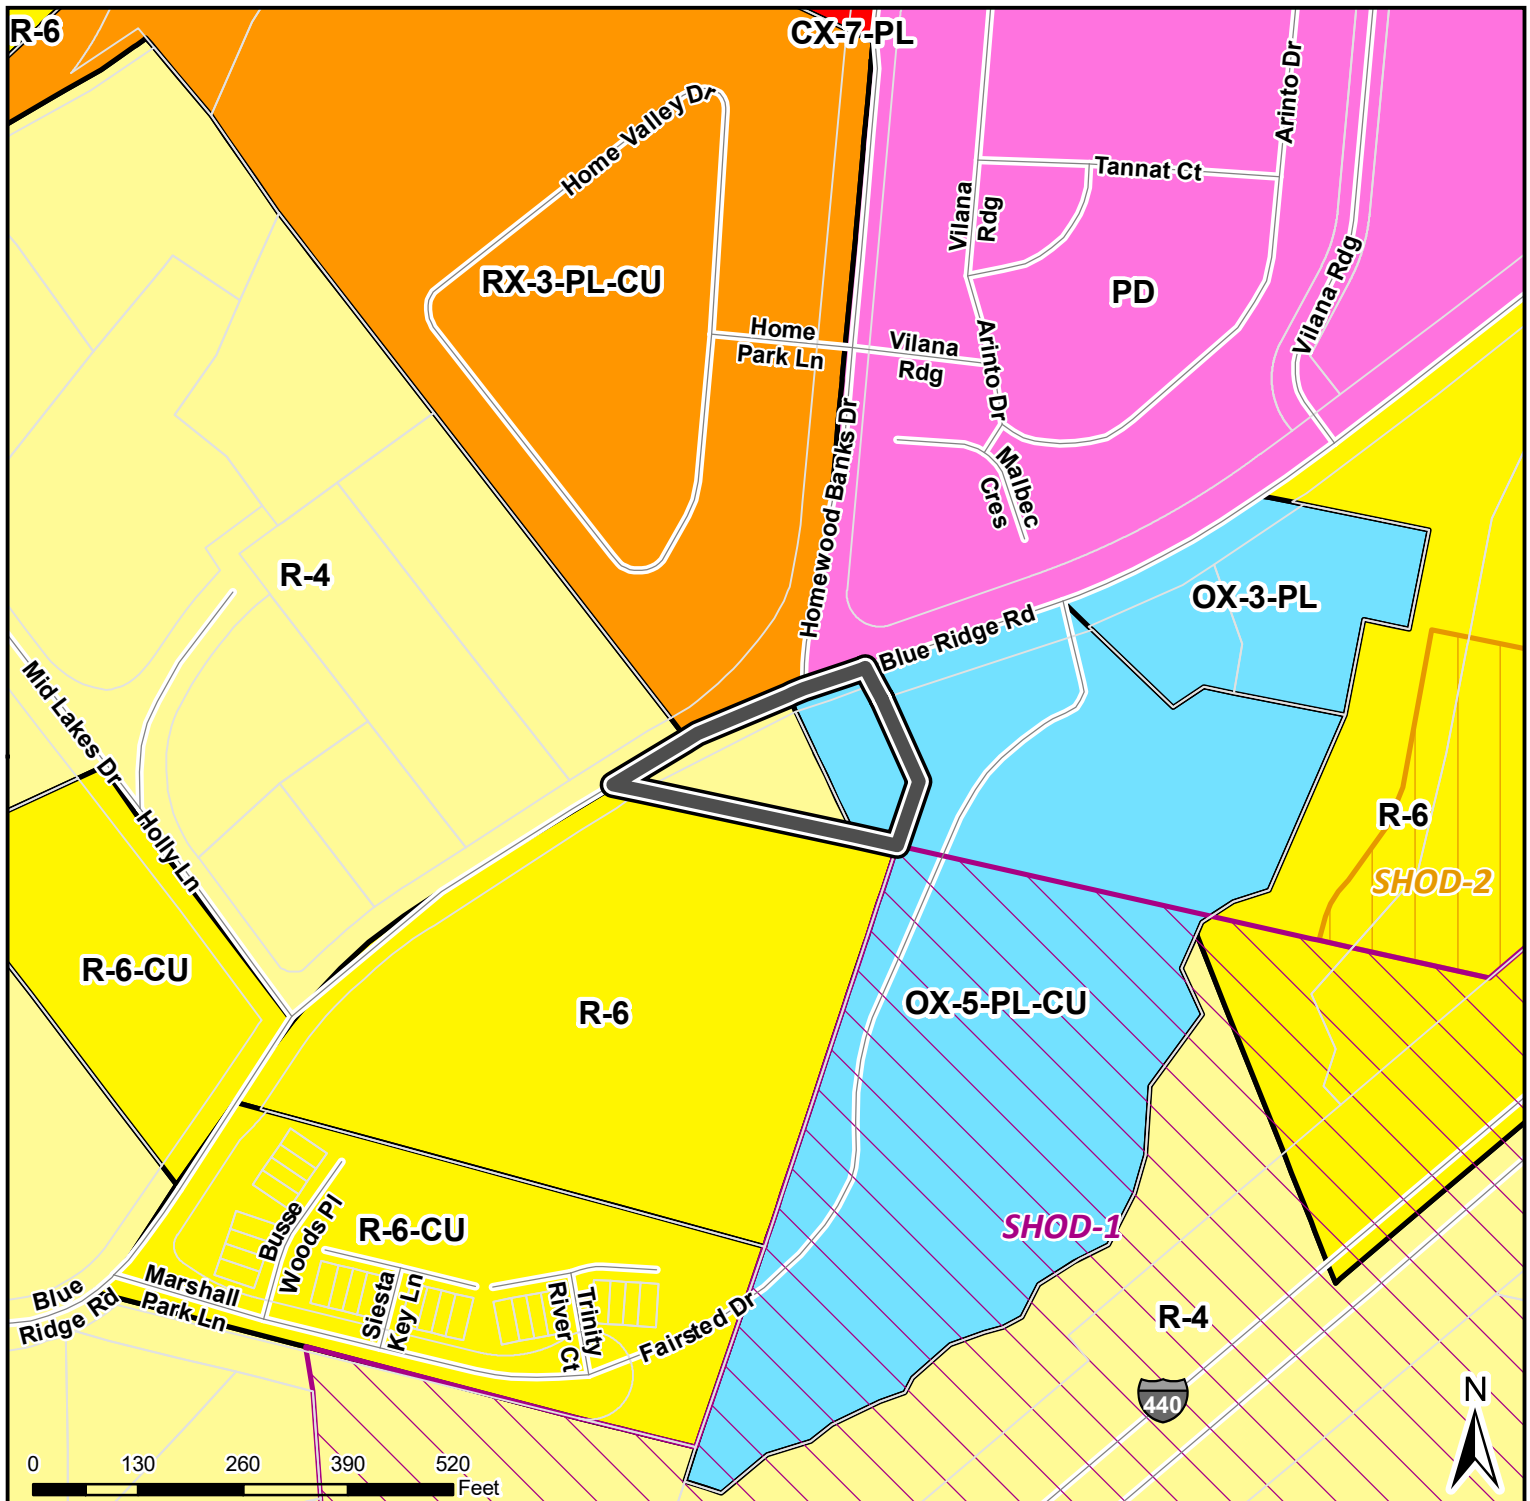 R-6
CX-7-PL
Home Valley Dr
Arinto Dr
Tannat Ct
Vilana
Rdg
RX-3-PL-CU
PD
Vilana Rdg
Home
Park Ln
Vilana
Rdg
Arinto Dr
Homewood Banks Dr
Malbec
Cres
R-4
OX-3-PL
Blue Ridge Rd
Mid Lakes Dr
Holly Ln
R-6
SHOD-2
R-6-CU
R-6
OX-5-PL-CU
SHOD-1
Busse
Woods Pl
R-6-CU
Marshall
Park Ln
Siesta
Key Ln
Trinity
River Ct
Fairsted Dr
Blue
Ridge Rd
R-4
440
N
0 130 260 390 520
Feet